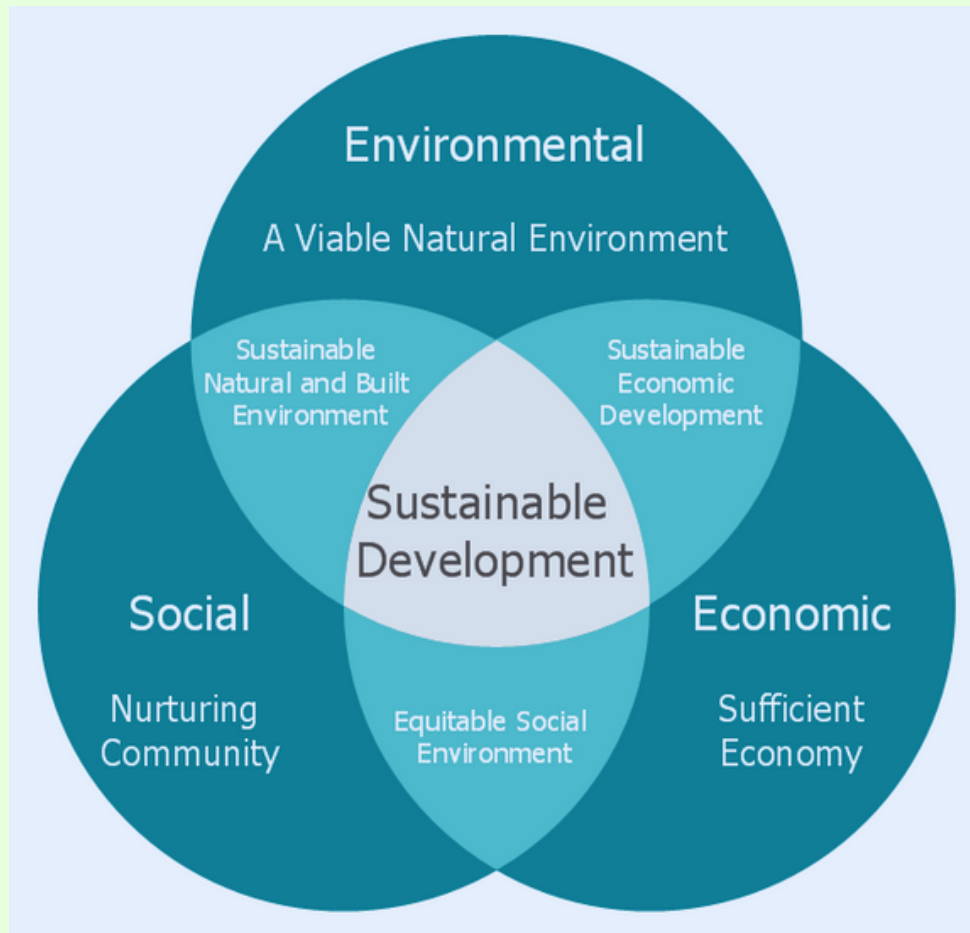 Environmental
A Viable Natural Environment
Sustainable
Natural and Built
Environment
Sustainable
Economic
Development
Sustainable
Development
Social
Nurturing
Community
Equitable Social
Environment
Economic
Sufficient
Economy